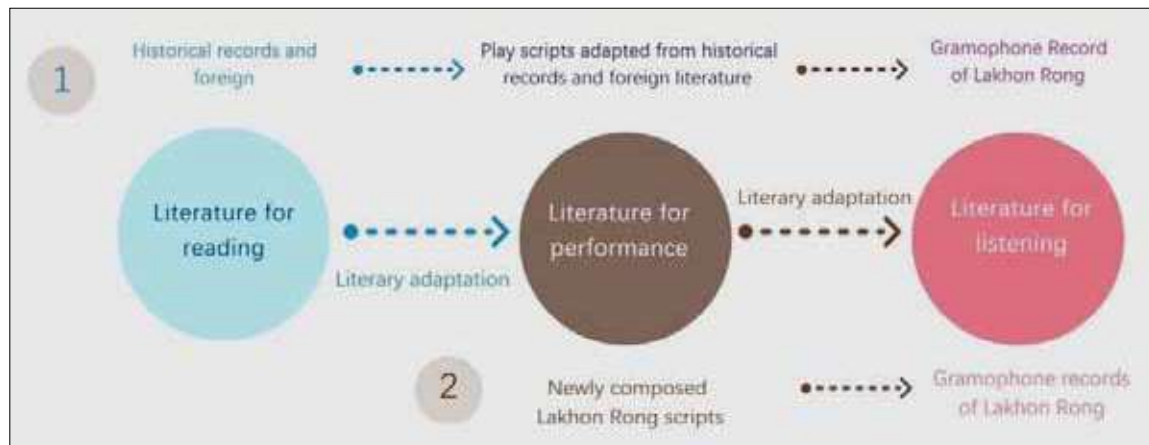 1
Historical records and
foreign
Play scripts adapted from historical
records and foreign literature
Gramophone Record
of Lakhon Rong
Literature for
reading
Literary adaptation
Literature for
performance
Literary adaptation
Literature for
listening
2
Newly composed
Lakhon Rong scripts
Gramophone records
of Lakhon Rong